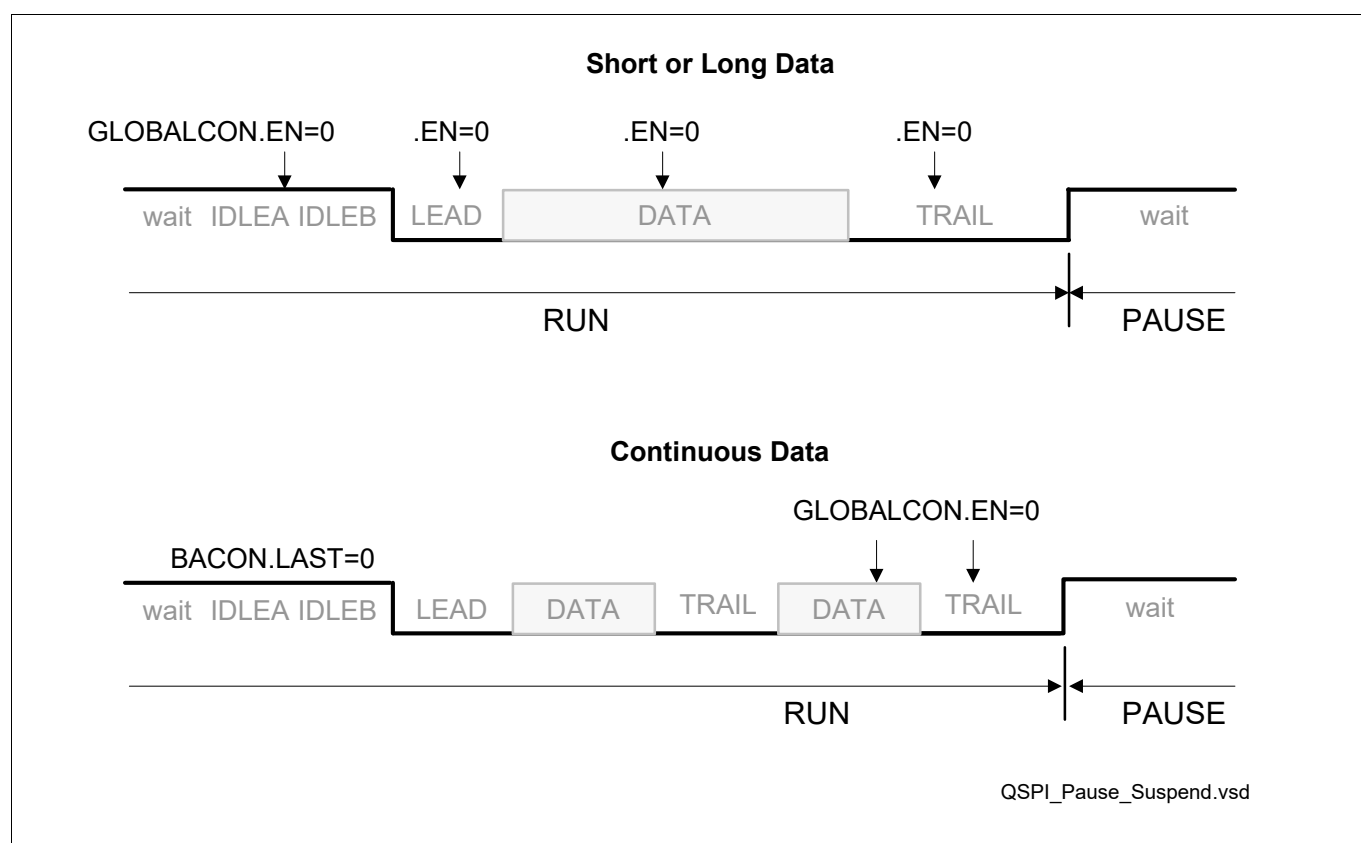 Short or Long Data
GLOBALCON.EN=0 .EN=0 .EN=0 .EN=0
wait IDLEA IDLEB LEAD DATA TRAIL wait
RUN PAUSE
Continuous Data
GLOBALCON.EN=0
BACON.LAST=0
wait IDLEA IDLEB LEAD DATA TRAIL DATA TRAIL wait
RUN PAUSE
QSPI_Pause_Suspend.vsd